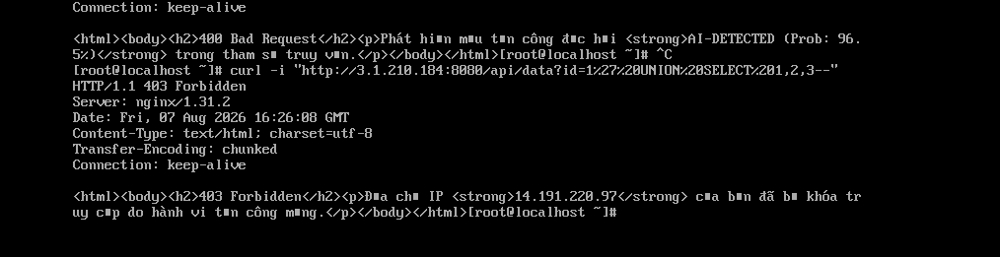 Connection: keep-alive
<html><body><h2>400 Bad Request</h2><p>Phát hi■n m■u t■n công đ■c h■i <strong>AI-DETECTED (Prob: 96.
5%)</strong> trong tham s■ truy v■n.</p></body></html>[root@localhost ~]# ^C
[root@localhost ~]# curl -i "http://3.1.210.184:8080/api/data?id=1%27%20UNION%20SELECT%201,2,3--"
HTTP/1.1 403 Forbidden
Server: nginx/1.31.2
Date: Fri, 07 Aug 2026 16:26:08 GMT
Content-Type: text/html; charset=utf-8
Transfer-Encoding: chunked
Connection: keep-alive
<html><body><h2>403 Forbidden</h2><p>Đ■a ch■ IP <strong>14.191.220.97</strong> c■a b■n đã b■ khóa tr
uy c■p do hành vi t■n công m■ng.</p></body></html>[root@localhost ~]#